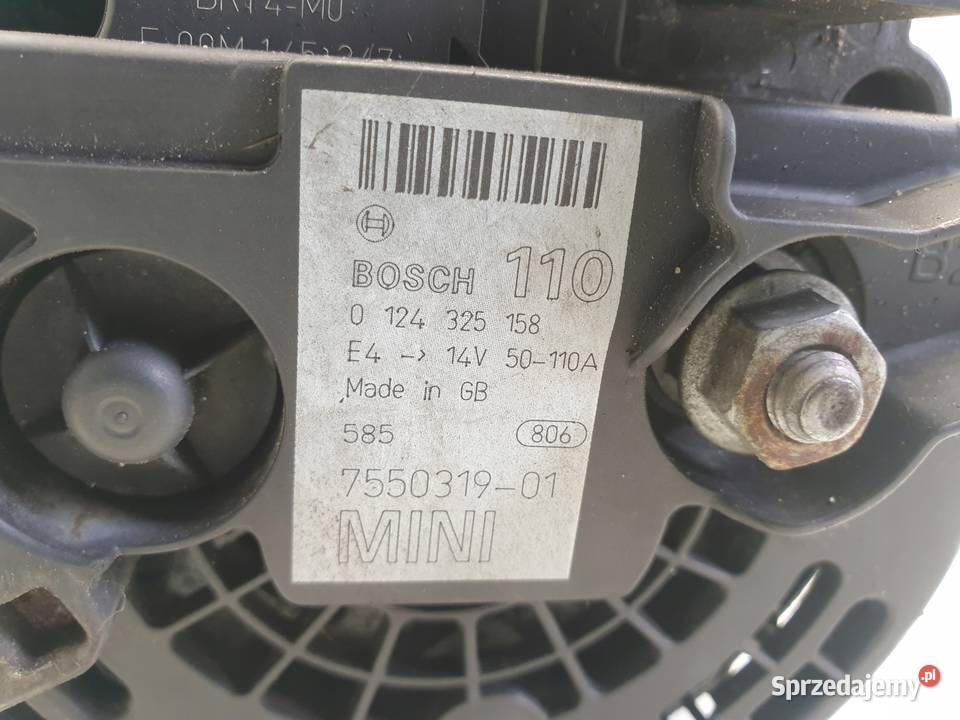 BOSCH 110
0 124 325 158
E4 -> 14V 50-110A
Made in GB
585 806
7550319-01
MINI
Sprzedajemy.pl